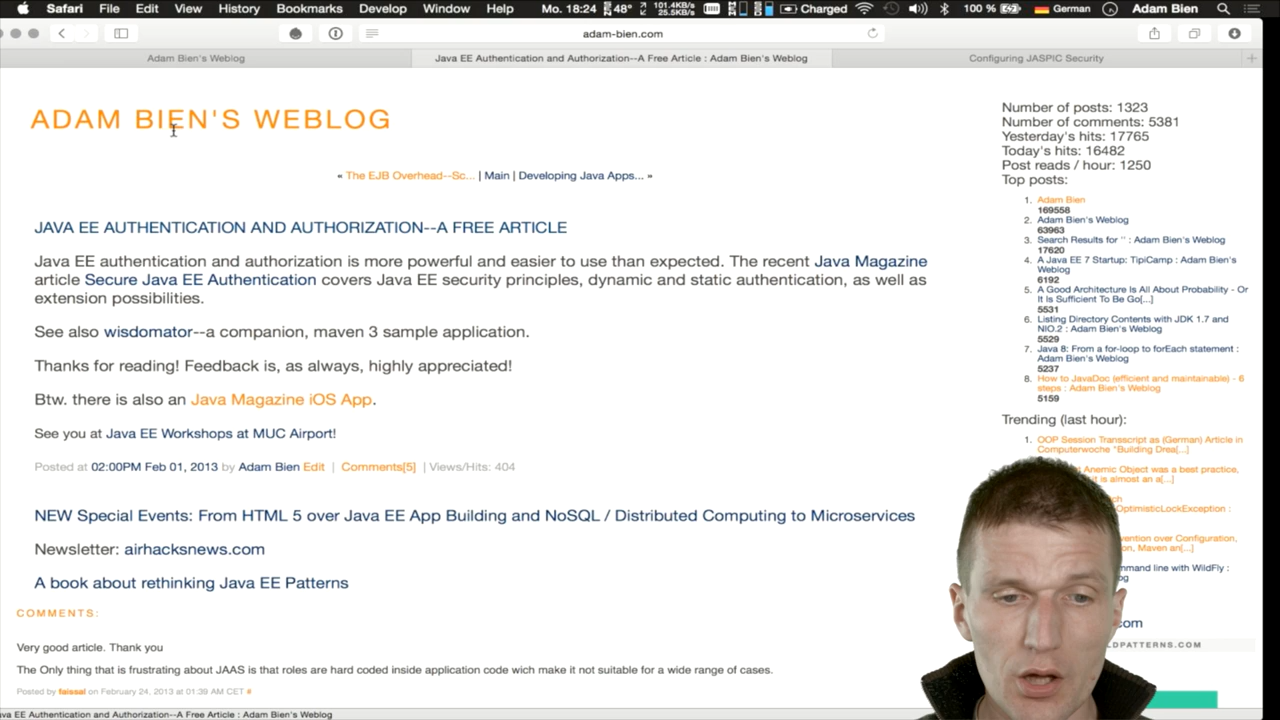 Safari File Edit View History Bookmarks Develop Window Help Mo. 18:24 48° 101.4KB/s 25.5KB/s Charged 100 % German Adam Bien
adam-bien.com
Adam Bien's Weblog
Java EE Authentication and Authorization--A Free Article : Adam Bien's Weblog
Configuring JASPIC Security
ADAM BIEN'S WEBLOG
« The EJB Overhead--Sc... | Main | Developing Java Apps... »
JAVA EE AUTHENTICATION AND AUTHORIZATION--A FREE ARTICLE
Java EE authentication and authorization is more powerful and easier to use than expected. The recent Java Magazine
article Secure Java EE Authentication covers Java EE security principles, dynamic and static authentication, as well as
extension possibilities.
See also wisdomator--a companion, maven 3 sample application.
Thanks for reading! Feedback is, as always, highly appreciated!
Btw. there is also an Java Magazine iOS App.
See you at Java EE Workshops at MUC Airport!
Posted at 02:00PM Feb 01, 2013 by Adam Bien Edit | Comments[5] | Views/Hits: 404
NEW Special Events: From HTML 5 over Java EE App Building and NoSQL / Distributed Computing to Microservices
Newsletter: airhacksnews.com
A book about rethinking Java EE Patterns
COMMENTS:
Very good article. Thank you
The Only thing that is frustrating about JAAS is that roles are hard coded inside application code wich make it not suitable for a wide range of cases.
Posted by faissal on February 24, 2013 at 01:39 AM CET #
Number of posts: 1323
Number of comments: 5381
Yesterday's hits: 17765
Today's hits: 16482
Post reads / hour: 1250
Top posts:
1. Adam Bien
169558
2. Adam Bien's Weblog
63963
3. Search Results for '' : Adam Bien's Weblog
17620
4. A Java EE 7 Startup: TipiCamp : Adam Bien's
Weblog
6192
5. A Good Architecture Is All About Probability - Or
It Is Sufficient To Be Go[...]
5531
6. Listing Directory Contents with JDK 1.7 and
NIO.2 : Adam Bien's Weblog
5529
7. Java 8: From a for-loop to forEach statement :
Adam Bien's Weblog
5237
8. How to JavaDoc (efficient and maintainable) - 6
steps : Adam Bien's Weblog
5159
Trending (last hour):
1. OOP Session Transscript as (German) Article in
Computerwoche "Building Drea[...]
Anemic Object was a best practice,
it is almost an a[...]
OptimisticLockException :
over Configuration,
Maven an[...]
line with WildFly :
.com
LDPATTERNS.COM
Java EE Authentication and Authorization--A Free Article : Adam Bien's Weblog